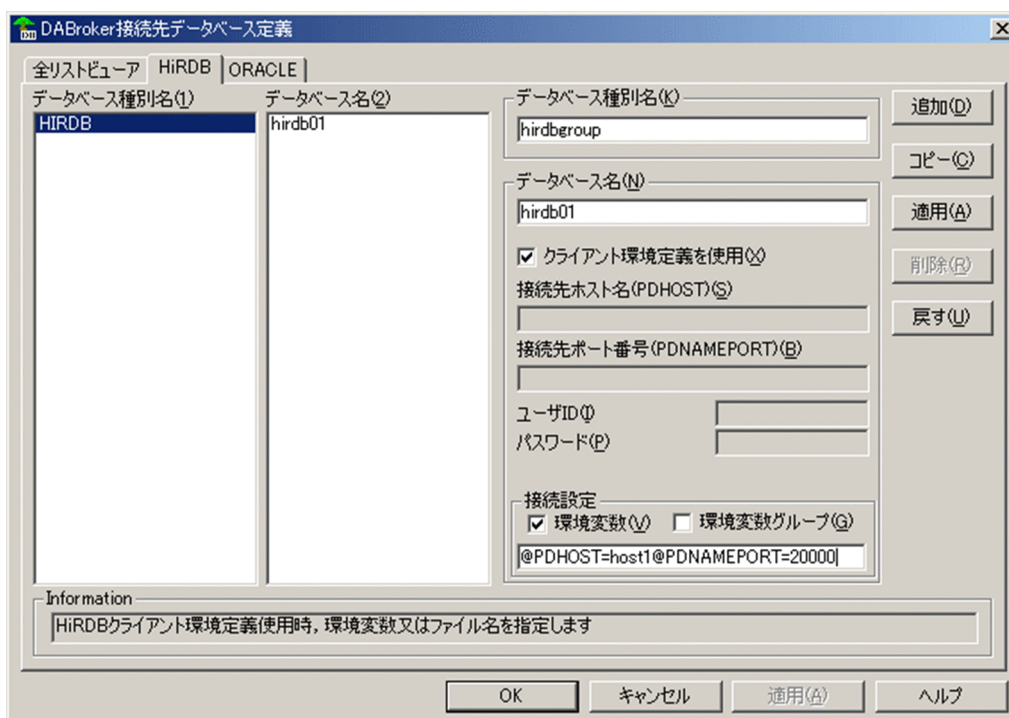 DABroker接続先データベース定義
全リストビューア HiRDB ORACLE
データベース種別名(1)
HIRDB
データベース名(2)
hirdb01
データベース種別名(K)
hirdbgroup
データベース名(N)
hirdb01
クライアント環境定義を使用(X)
接続先ホスト名(PDHOST)(S)
接続先ポート番号(PDNAMEPORT)(B)
ユーザID(I)
パスワード(P)
接続設定
環境変数(V) 環境変数グループ(G)
@PDHOST=host1@PDNAMEPORT=20000
追加(D)
コピー(C)
適用(A)
削除(R)
戻す(U)
Information
HiRDBクライアント環境定義使用時，環境変数又はファイル名を指定します
OK キャンセル 適用(A) ヘルプ